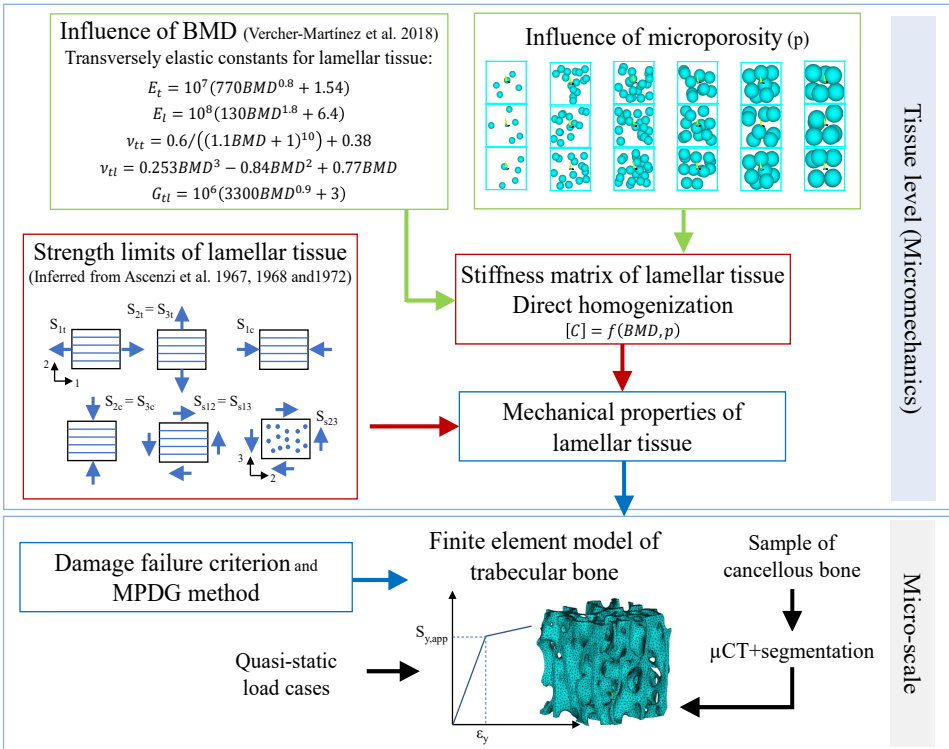 Influence of BMD (Vercher-Martínez et al. 2018)
Transversely elastic constants for lamellar tissue:
E_t = 10^7(770BMD^0.8 + 1.54)
E_l = 10^8(130BMD^1.8 + 6.4)
ν_tt = 0.6/((1.1BMD + 1)^10) + 0.38
ν_tl = 0.253BMD^3 − 0.84BMD^2 + 0.77BMD
G_tl = 10^6(3300BMD^0.9 + 3)
Influence of microporosity (p)
Tissue level (Micromechanics)
Strength limits of lamellar tissue
(Inferred from Ascenzi et al. 1967, 1968 and1972)
S_1t
S_2t = S_3t
S_1c
2
1
S_2c = S_3c
S_s12 = S_s13
S_s23
3
2
Stiffness matrix of lamellar tissue
Direct homogenization
[C] = f(BMD, p)
Mechanical properties of
lamellar tissue
Damage failure criterion and
MPDG method
Quasi-static
load cases
Finite element model of
trabecular bone
S_y,app
ε_y
Sample of
cancellous bone
μCT+segmentation
Micro-scale